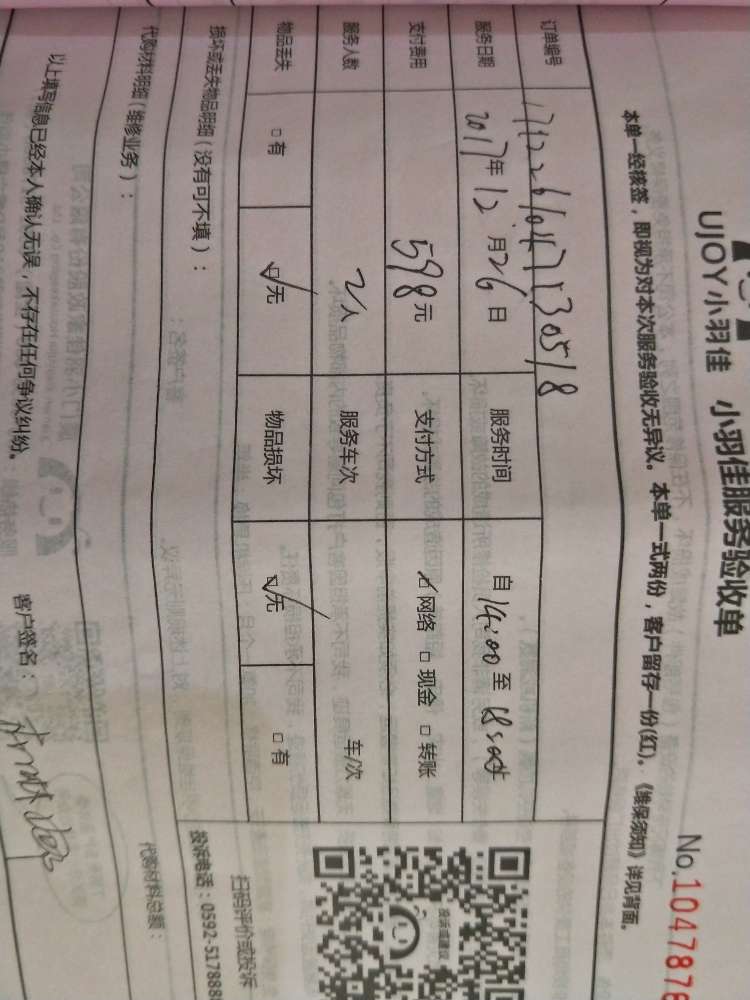 UJOY小羽佳 小羽佳服务验收单
No.1047876
本单一经核签，即视为对本次服务验收无异议。本单一式两份，客户留存一份(红)。《维保须知》详见背面。
订单编号
服务日期 2017年12月26日 服务时间 自14:00至18:00
支付费用 598元 支付方式 ☑网络 □现金 □转账
服务人数 2人 服务车次 车/次
物品丢失 □有 ☑无 物品损坏 ☑无 □有
损坏或丢失物品明细（没有可不填）：
代购材料明细（维修业务）： 代购材料总额：
以上填写信息已经本人确认无误，不存在任何争议纠纷。 客户签名：
投诉或建议
扫码评价或投诉
投诉电话：0592-5178888